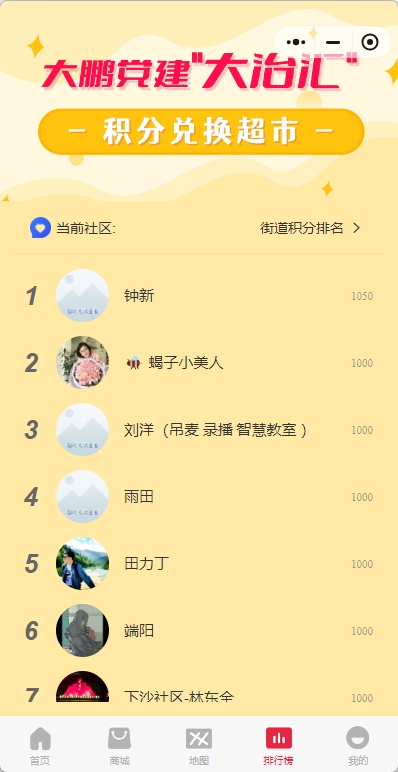 大鹏党建"大治汇"
积分兑换超市
当前社区:
街道积分排名
1 钟新 1050
2 蝎子小美人 1000
3 刘洋（吊麦 录播 智慧教室 ） 1000
4 雨田 1000
5 田力丁 1000
6 端阳 1000
7 下沙社区-林东全 1000
首页 商城 地图 排行榜 我的